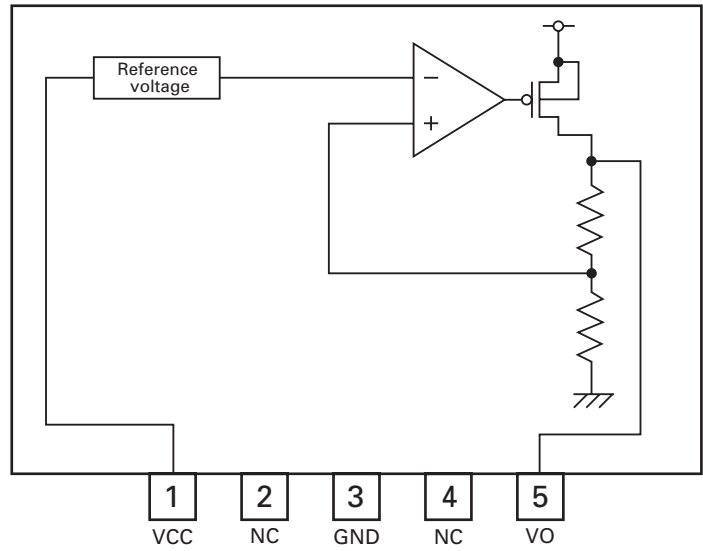 Reference
voltage
−
+
1 2 3 4 5
VCC NC GND NC VO